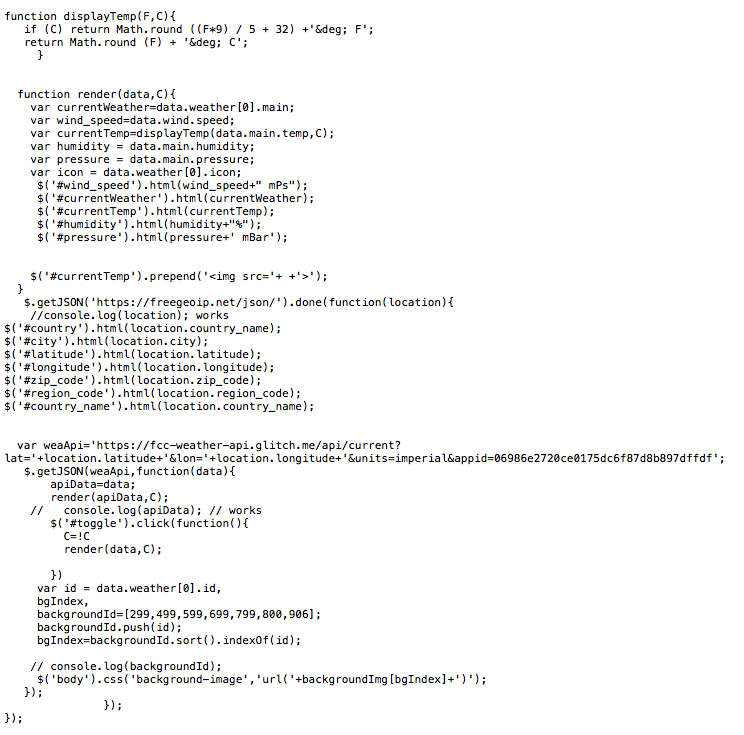 function displayTemp(F,C){
if (C) return Math.round ((F*9) / 5 + 32) +'&deg; F';
return Math.round (F) + '&deg; C';
}
function render(data,C){
var currentWeather=data.weather[0].main;
var wind_speed=data.wind.speed;
var currentTemp=displayTemp(data.main.temp,C);
var humidity = data.main.humidity;
var pressure = data.main.pressure;
var icon = data.weather[0].icon;
$('#wind_speed').html(wind_speed+" mPs");
$('#currentWeather').html(currentWeather);
$('#currentTemp').html(currentTemp);
$('#humidity').html(humidity+"%");
$('#pressure').html(pressure+' mBar');
$('#currentTemp').prepend('<img src='+ +'>');
}
$.getJSON('https://freegeoip.net/json/').done(function(location){
//console.log(location); works
$('#country').html(location.country_name);
$('#city').html(location.city);
$('#latitude').html(location.latitude);
$('#longitude').html(location.longitude);
$('#zip_code').html(location.zip_code);
$('#region_code').html(location.region_code);
$('#country_name').html(location.country_name);
var weaApi='https://fcc-weather-api.glitch.me/api/current?
lat='+location.latitude+'&lon='+location.longitude+'&units=imperial&appid=06986e2720ce0175dc6f87d8b897dffdf';
$.getJSON(weaApi,function(data){
apiData=data;
render(apiData,C);
// console.log(apiData); // works
$('#toggle').click(function(){
C=!C
render(data,C);
})
var id = data.weather[0].id,
bgIndex,
backgroundId=[299,499,599,699,799,800,906];
backgroundId.push(id);
bgIndex=backgroundId.sort().indexOf(id);
// console.log(backgroundId);
$('body').css('background-image','url('+backgroundImg[bgIndex]+')');
});
});
});